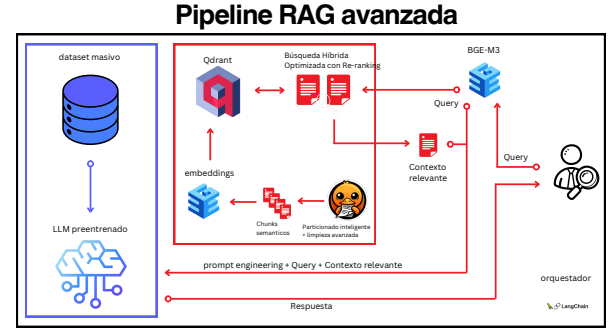 Pipeline RAG avanzada
dataset masivo
LLM preentrenado
Qdrant
Búsqueda Híbrida
Optimizada con Re-ranking
embeddings
Chunks
semanticos
Particionado inteligente
+ limpieza avanzada
BGE-M3
Query
Contexto
relevante
Query
prompt engineering + Query + Contexto relevante
Respuesta
orquestador
LangChain